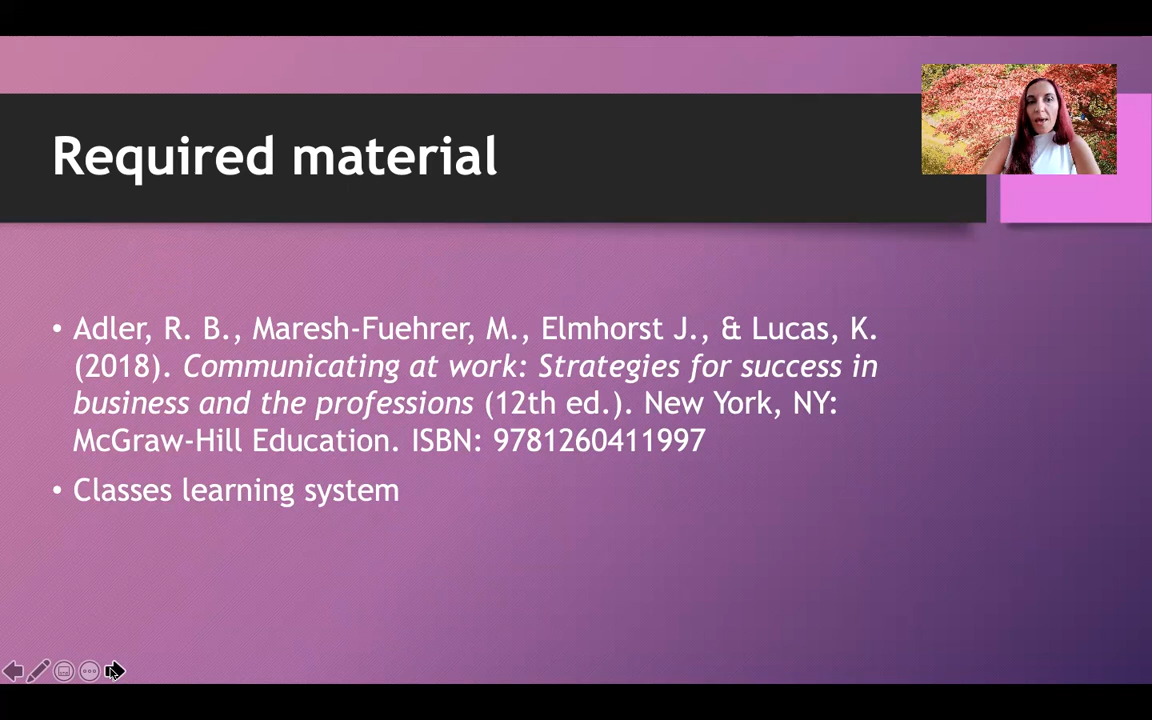 Required material
• Adler, R. B., Maresh-Fuehrer, M., Elmhorst J., & Lucas, K.
(2018). Communicating at work: Strategies for success in
business and the professions (12th ed.). New York, NY:
McGraw-Hill Education. ISBN: 9781260411997
• Classes learning system